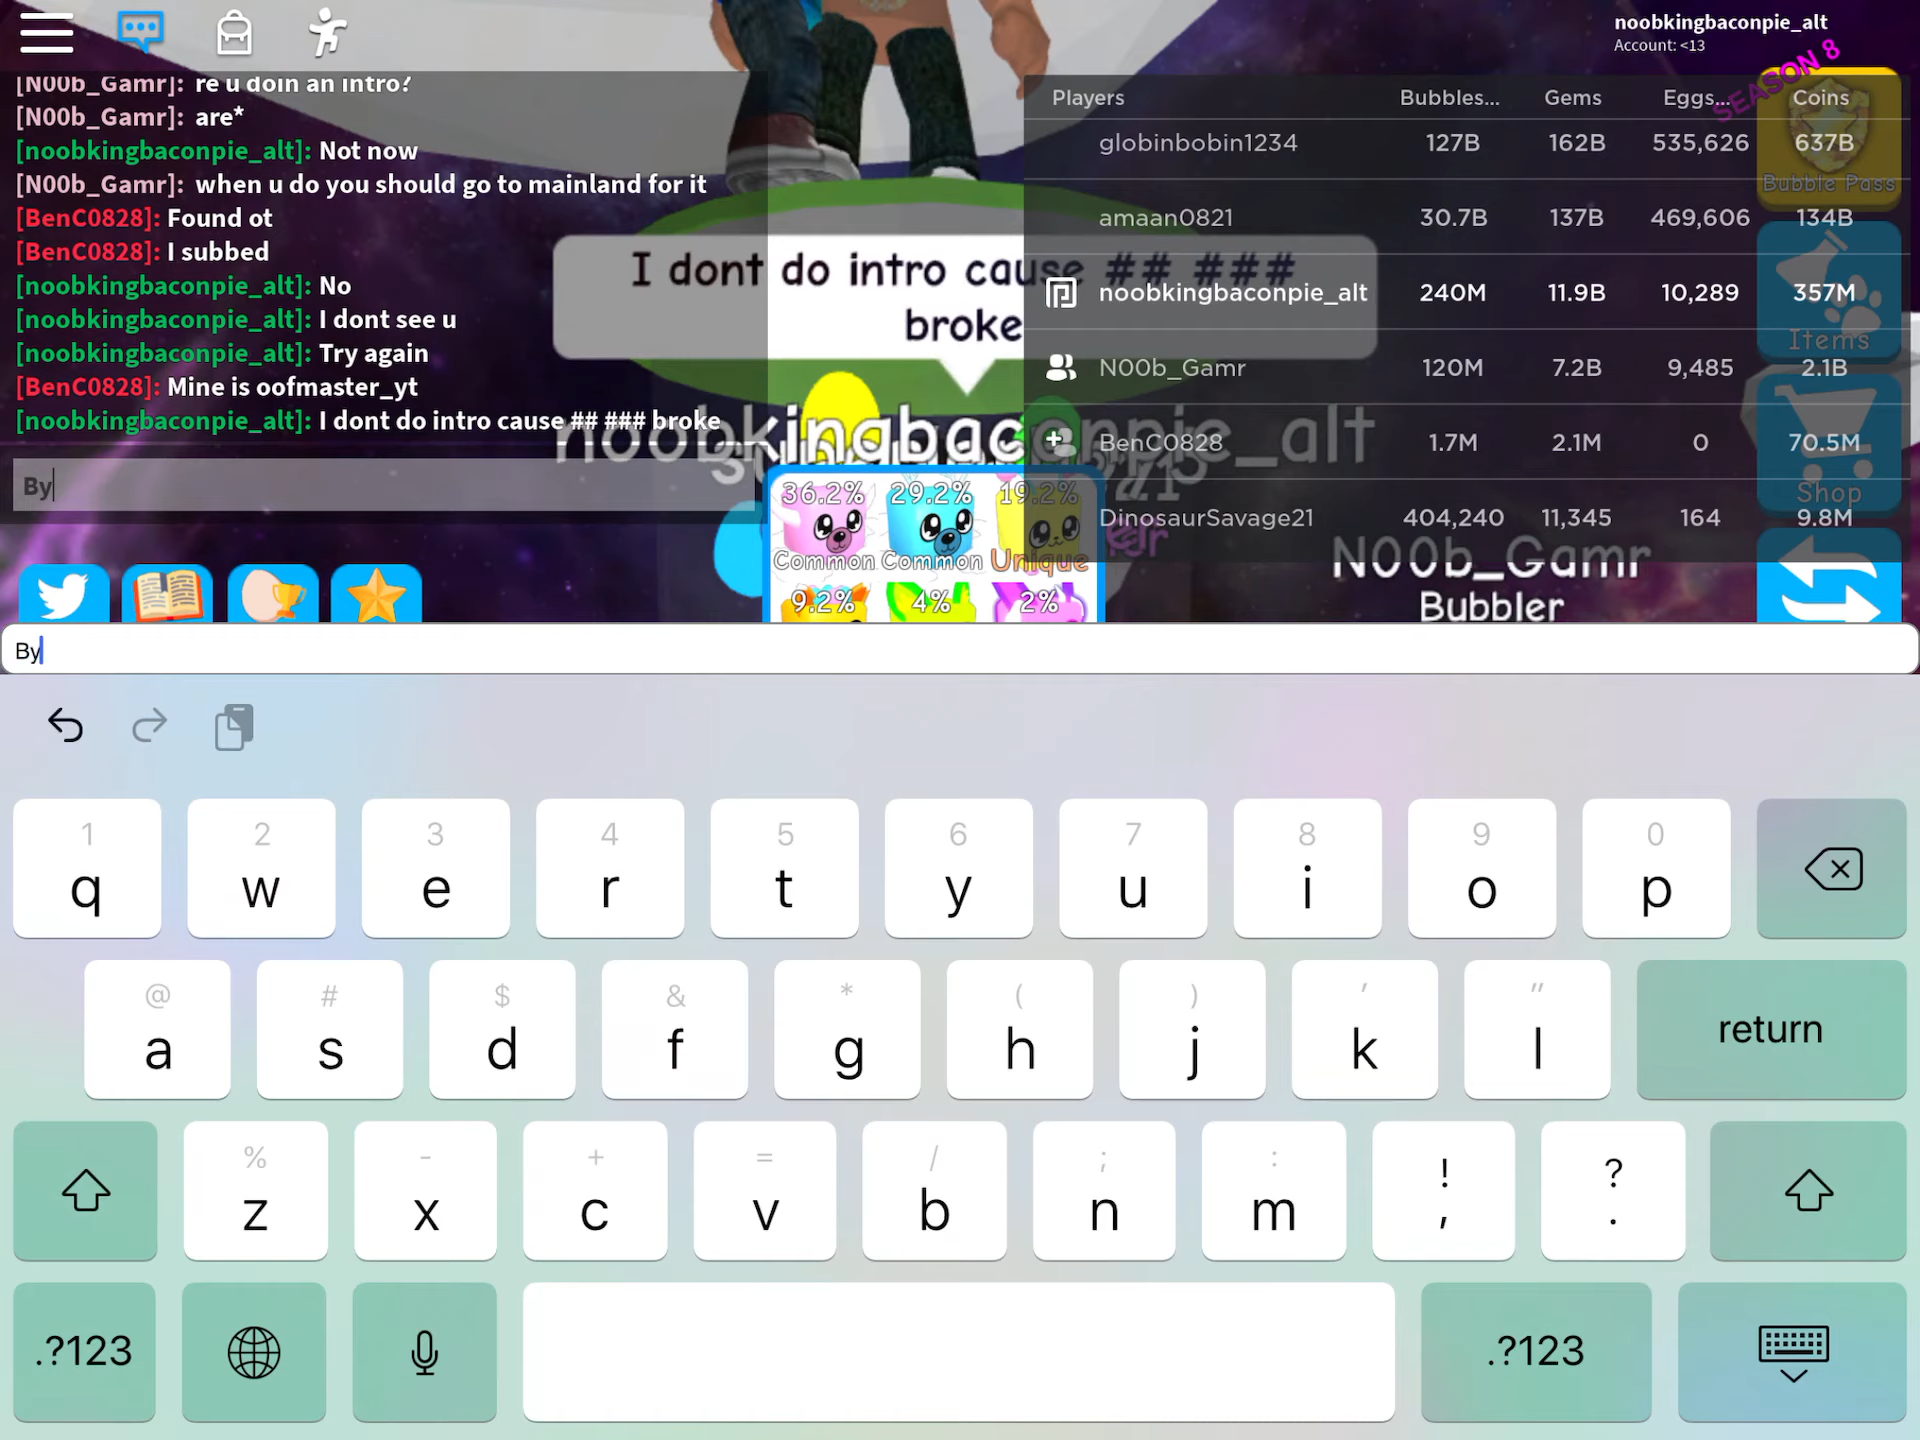 noobkingbaconpie_alt
Account: <13
SEASON 8
[N00b_Gamr]: re u doin an intro?
[N00b_Gamr]: are*
[noobkingbaconpie_alt]: Not now
[N00b_Gamr]: when u do you should go to mainland for it
[BenC0828]: Found ot
[BenC0828]: I subbed
[noobkingbaconpie_alt]: No
[noobkingbaconpie_alt]: I dont see u
[noobkingbaconpie_alt]: Try again
[BenC0828]: Mine is oofmaster_yt
[noobkingbaconpie_alt]: I dont do intro cause ## ### broke
By
I dont do intro cause ## ###
broke
noobkingbaconpie_alt
Players Bubbles... Gems Eggs... Coins
globinbobin1234 127B 162B 535,626 637B
amaan0821 30.7B 137B 469,606 134B
noobkingbaconpie_alt 240M 11.9B 10,289 357M
N00b_Gamr 120M 7.2B 9,485 2.1B
BenC0828 1.7M 2.1M 0 70.5M
DinosaurSavage21 404,240 11,345 164 9.8M
Bubble Pass
Items
Shop
36.2% 29.2% 19.2%
Common Common Unique
9.2% 4% 2%
N00b_Gamr
Bubbler
By
1 2 3 4 5 6 7 8 9 0
q w e r t y u i o p
@ # $ & * ( ) ' "
a s d f g h j k l return
% - + = / ; : ! ?
z x c v b n m , .
.?123 .?123